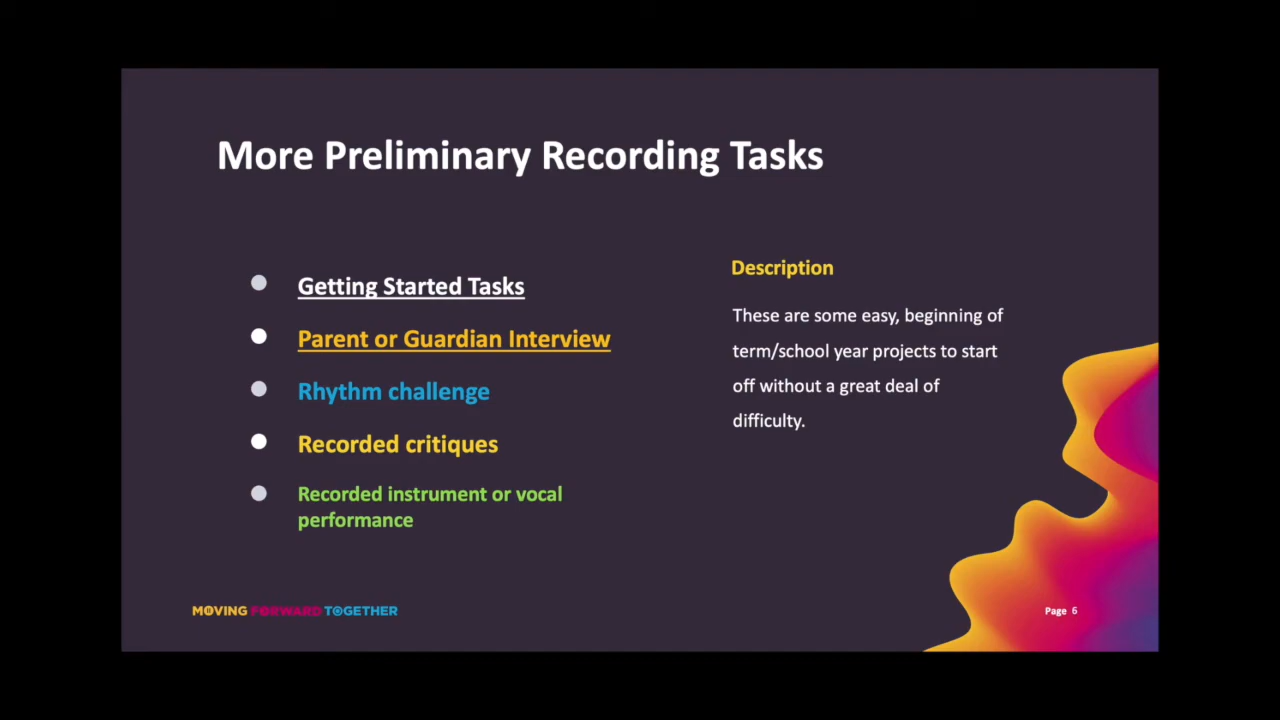 More Preliminary Recording Tasks
Getting Started Tasks
Parent or Guardian Interview
Rhythm challenge
Recorded critiques
Recorded instrument or vocal
performance
Description
These are some easy, beginning of
term/school year projects to start
off without a great deal of
difficulty.
MOVING FORWARD TOGETHER
Page 6